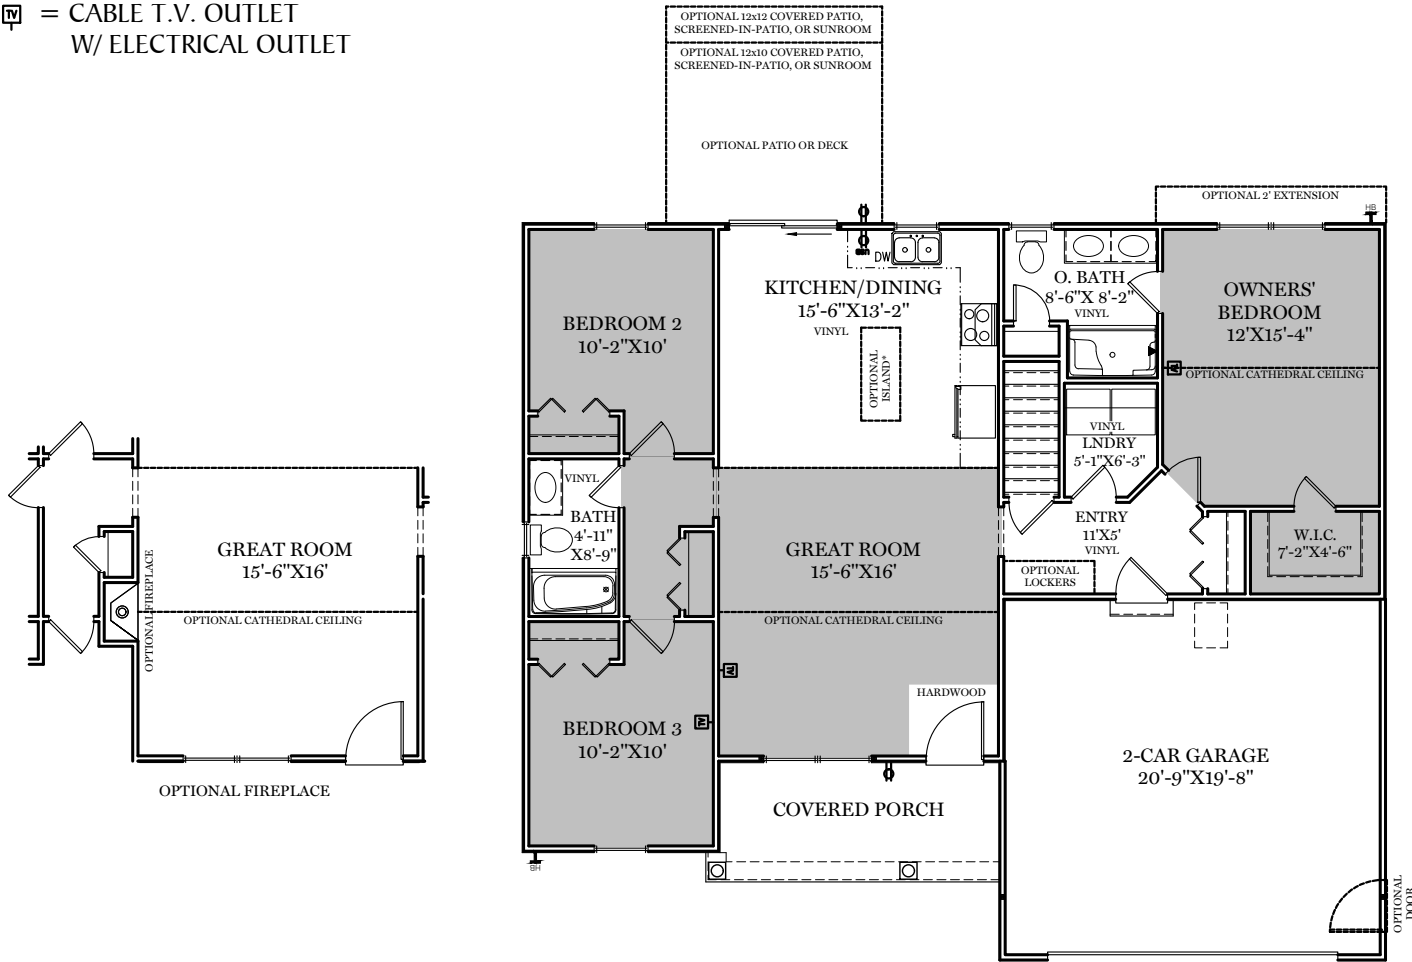 TV = CABLE T.V. OUTLET
W/ ELECTRICAL OUTLET
OPTIONAL 12x12 COVERED PATIO,
SCREENED-IN-PATIO, OR SUNROOM
OPTIONAL 12x10 COVERED PATIO,
SCREENED-IN-PATIO, OR SUNROOM
OPTIONAL PATIO OR DECK
OPTIONAL 2' EXTENSION
HB
DW
KITCHEN/DINING
15'-6"X13'-2"
VINYL
OPTIONAL
ISLAND*
BEDROOM 2
10'-2"X10'
O. BATH
8'-6"X 8'-2"
VINYL
OWNERS'
BEDROOM
12'X15'-4"
OPTIONAL CATHEDRAL CEILING
VINYL
LNDRY
5'-1"X6'-3"
VINYL
BATH
4'-11"
X8'-9"
ENTRY
11'X5'
VINYL
OPTIONAL
LOCKERS
W.I.C.
7'-2"X4'-6"
GREAT ROOM
15'-6"X16'
OPTIONAL CATHEDRAL CEILING
HARDWOOD
TV
BEDROOM 3
10'-2"X10'
HB
COVERED PORCH
2-CAR GARAGE
20'-9"X19'-8"
OPTIONAL
DOOR
GREAT ROOM
15'-6"X16'
OPTIONAL FIREPLACE
OPTIONAL CATHEDRAL CEILING
OPTIONAL FIREPLACE